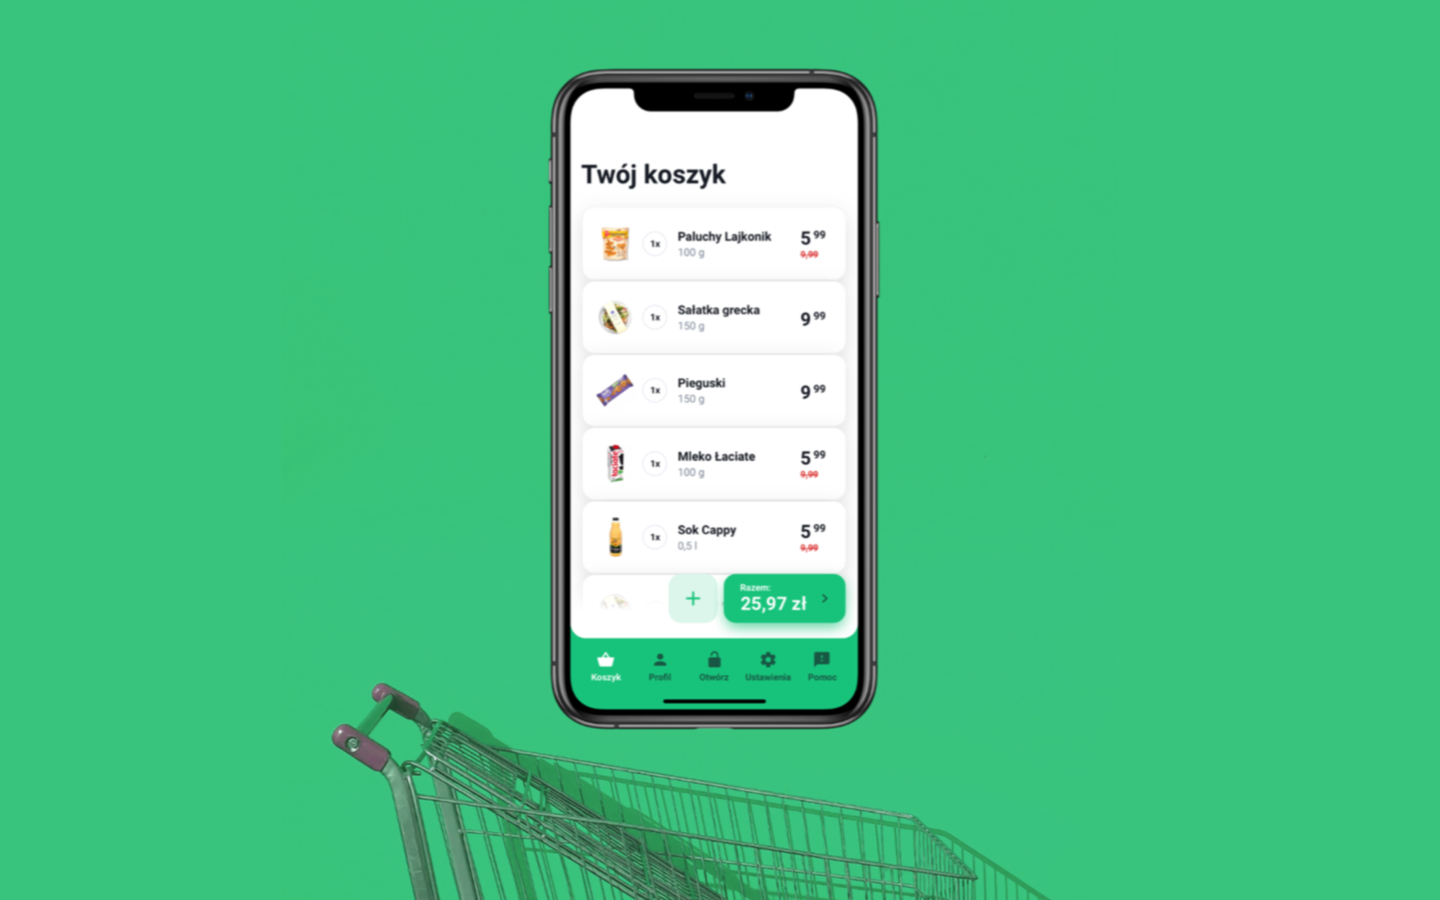 Twój koszyk
1x Paluchy Lajkonik 5 99
100 g 9,99
1x Sałatka grecka 9 99
150 g
1x Pieguski 9 99
150 g
1x Mleko Łaciate 5 99
100 g 9,99
1x Sok Cappy 5 99
0,5 l 9,99
+ Razem:
25,97 zł >
Koszyk Profil Otwórz Ustawienia Pomoc